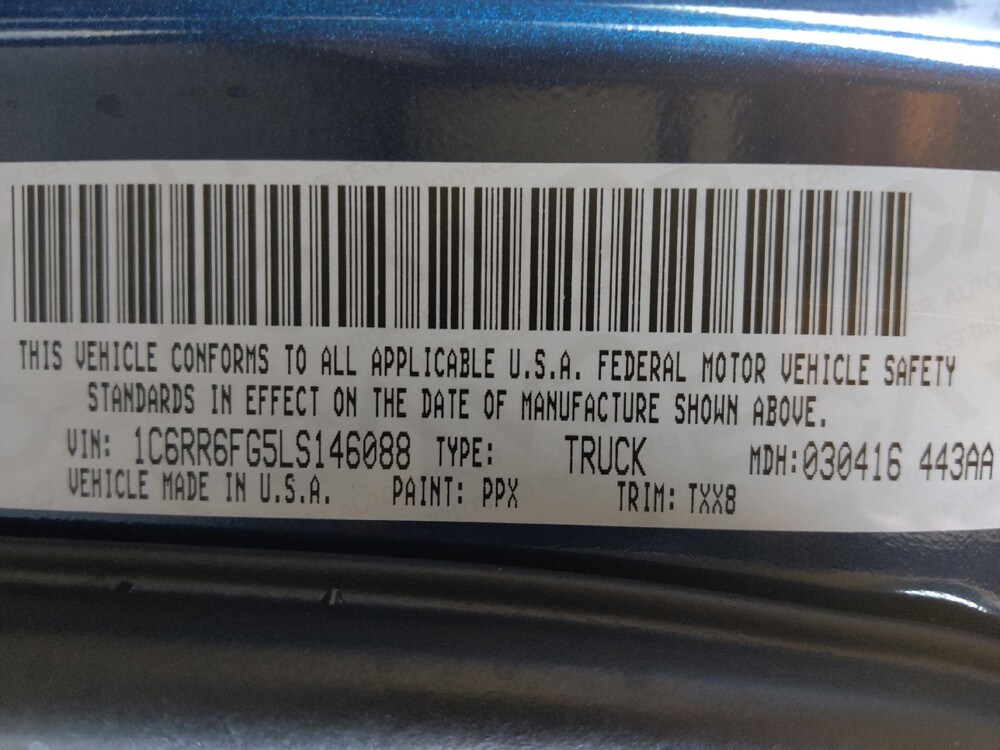 THIS VEHICLE CONFORMS TO ALL APPLICABLE U.S.A. FEDERAL MOTOR VEHICLE SAFETY
STANDARDS IN EFFECT ON THE DATE OF MANUFACTURE SHOWN ABOVE.
VIN: 1C6RR6FG5LS146088 TYPE: TRUCK MDH:030416 443AA
VEHICLE MADE IN U.S.A. PAINT: PPX TRIM: TXX8